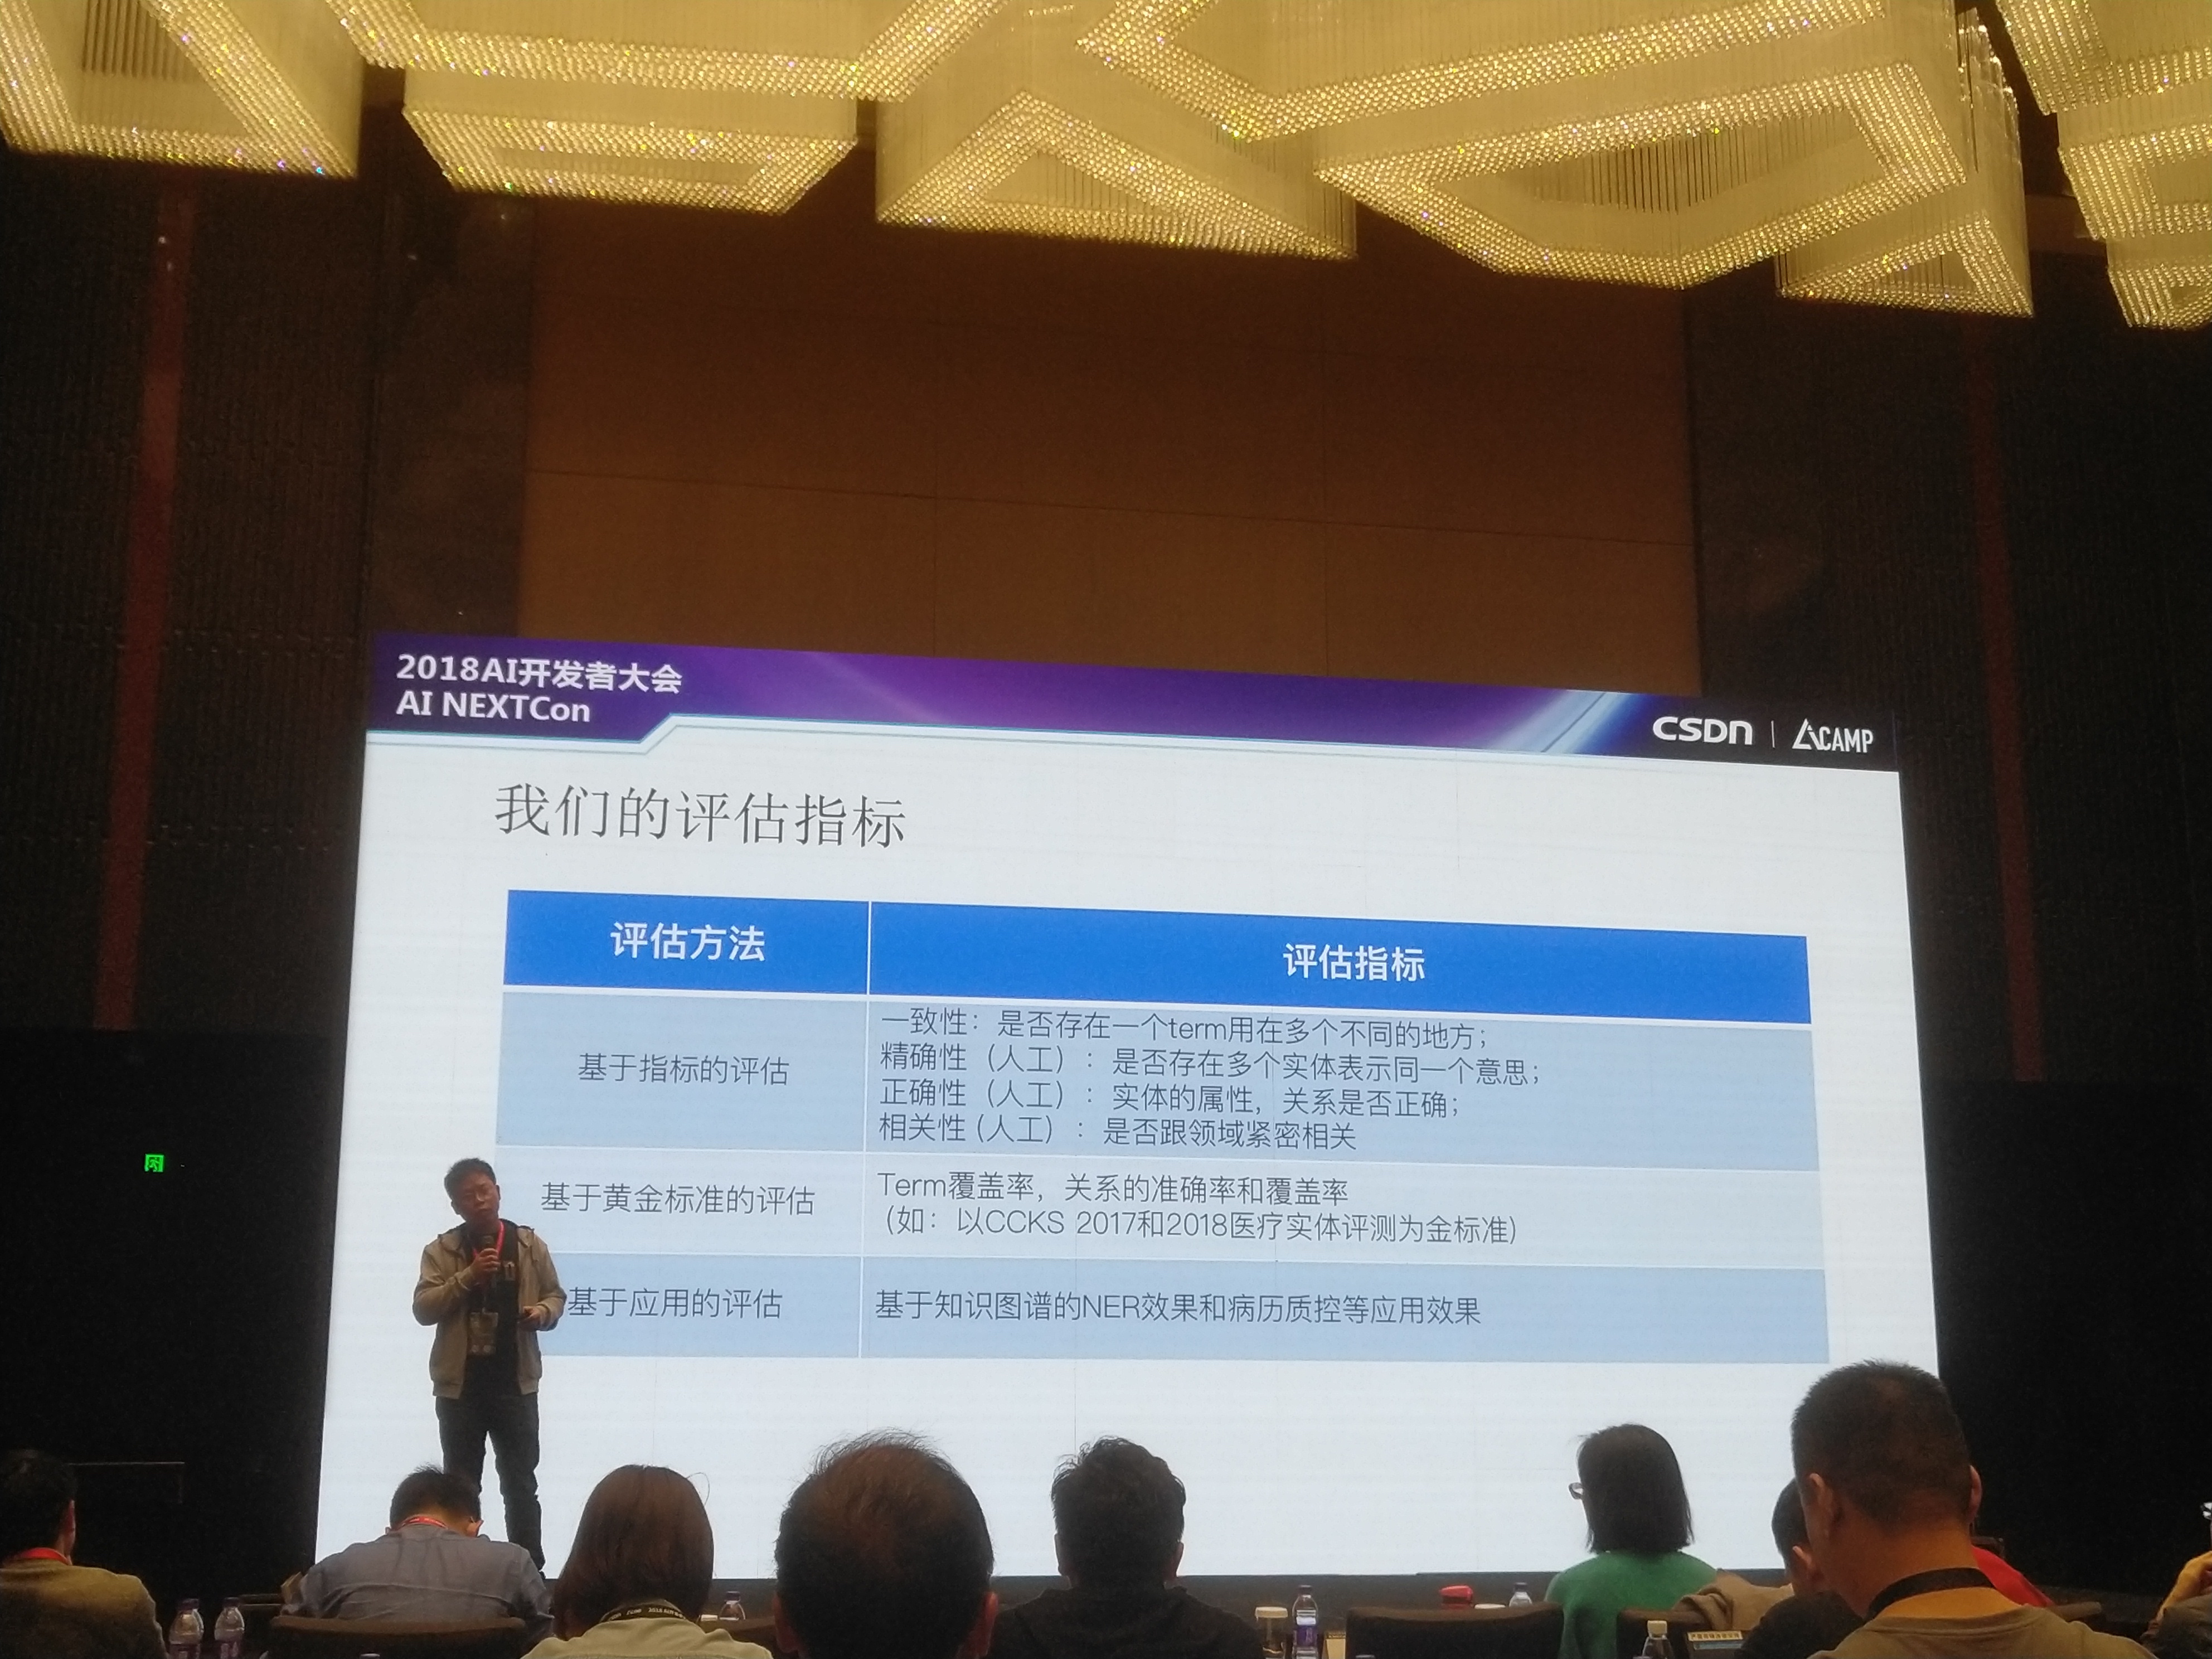 2018AI开发者大会
AI NEXTCon
CSDN | AICAMP
我们的评估指标
评估方法
评估指标
基于指标的评估
一致性：是否存在一个term用在多个不同的地方；
精确性（人工）：是否存在多个实体表示同一个意思；
正确性（人工）：实体的属性，关系是否正确；
相关性（人工）：是否跟领域紧密相关
基于黄金标准的评估
Term覆盖率，关系的准确率和覆盖率
（如：以CCKS 2017和2018医疗实体评测为金标准）
基于应用的评估
基于知识图谱的NER效果和病历质控等应用效果